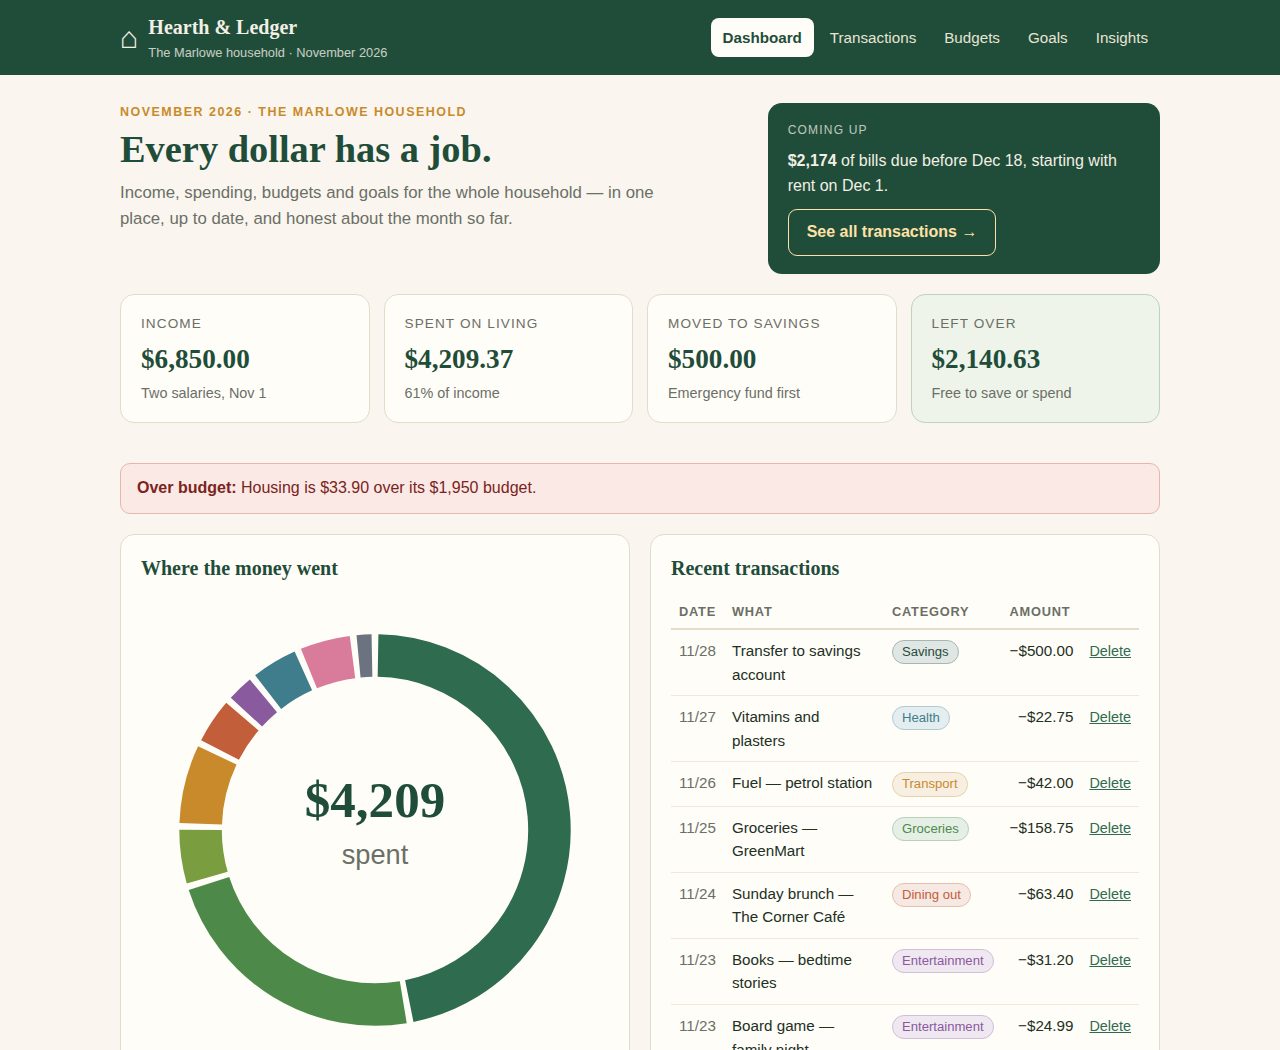 Hearth & Ledger
The Marlowe household · November 2026
Dashboard Transactions Budgets Goals Insights
NOVEMBER 2026 · THE MARLOWE HOUSEHOLD
Every dollar has a job.
Income, spending, budgets and goals for the whole household — in one
place, up to date, and honest about the month so far.
COMING UP
$2,174 of bills due before Dec 18, starting with
rent on Dec 1.
See all transactions →
INCOME
$6,850.00
Two salaries, Nov 1
SPENT ON LIVING
$4,209.37
61% of income
MOVED TO SAVINGS
$500.00
Emergency fund first
LEFT OVER
$2,140.63
Free to save or spend
Over budget: Housing is $33.90 over its $1,950 budget.
Where the money went
$4,209
spent
Recent transactions
DATE WHAT CATEGORY AMOUNT
11/28 Transfer to savings Savings −$500.00 Delete
account
11/27 Vitamins and Health −$22.75 Delete
plasters
11/26 Fuel — petrol station Transport −$42.00 Delete
11/25 Groceries — Groceries −$158.75 Delete
GreenMart
11/24 Sunday brunch — Dining out −$63.40 Delete
The Corner Café
11/23 Books — bedtime Entertainment −$31.20 Delete
stories
11/23 Board game — Entertainment −$24.99 Delete
family night